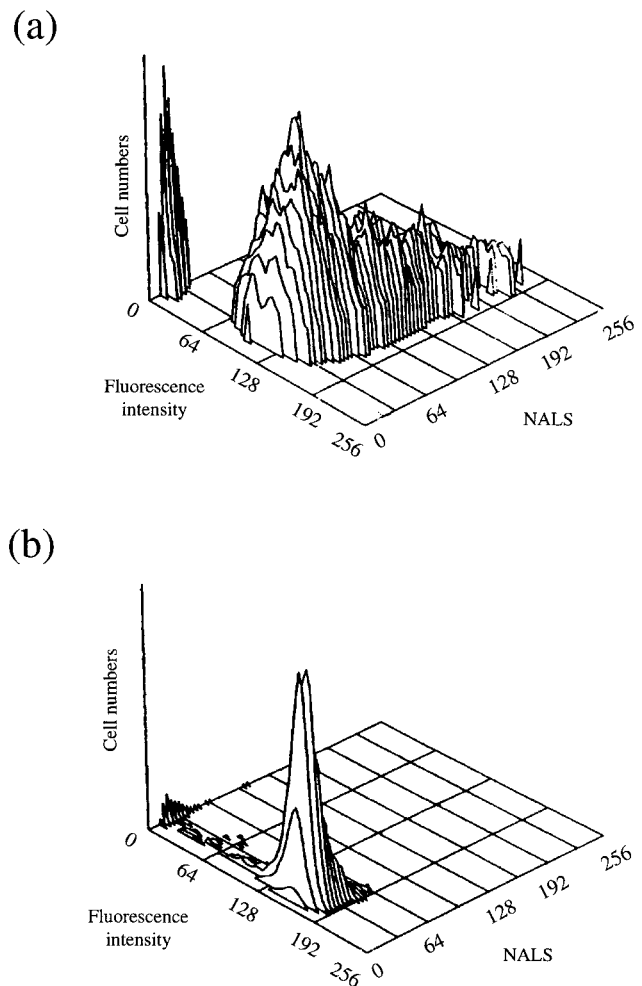 (a)
Cell numbers
0
64
128
192
256
Fluorescence
intensity
0
64
128
192
256
NALS
(b)
Cell numbers
0
64
128
192
256
Fluorescence
intensity
0
64
128
192
256
NALS